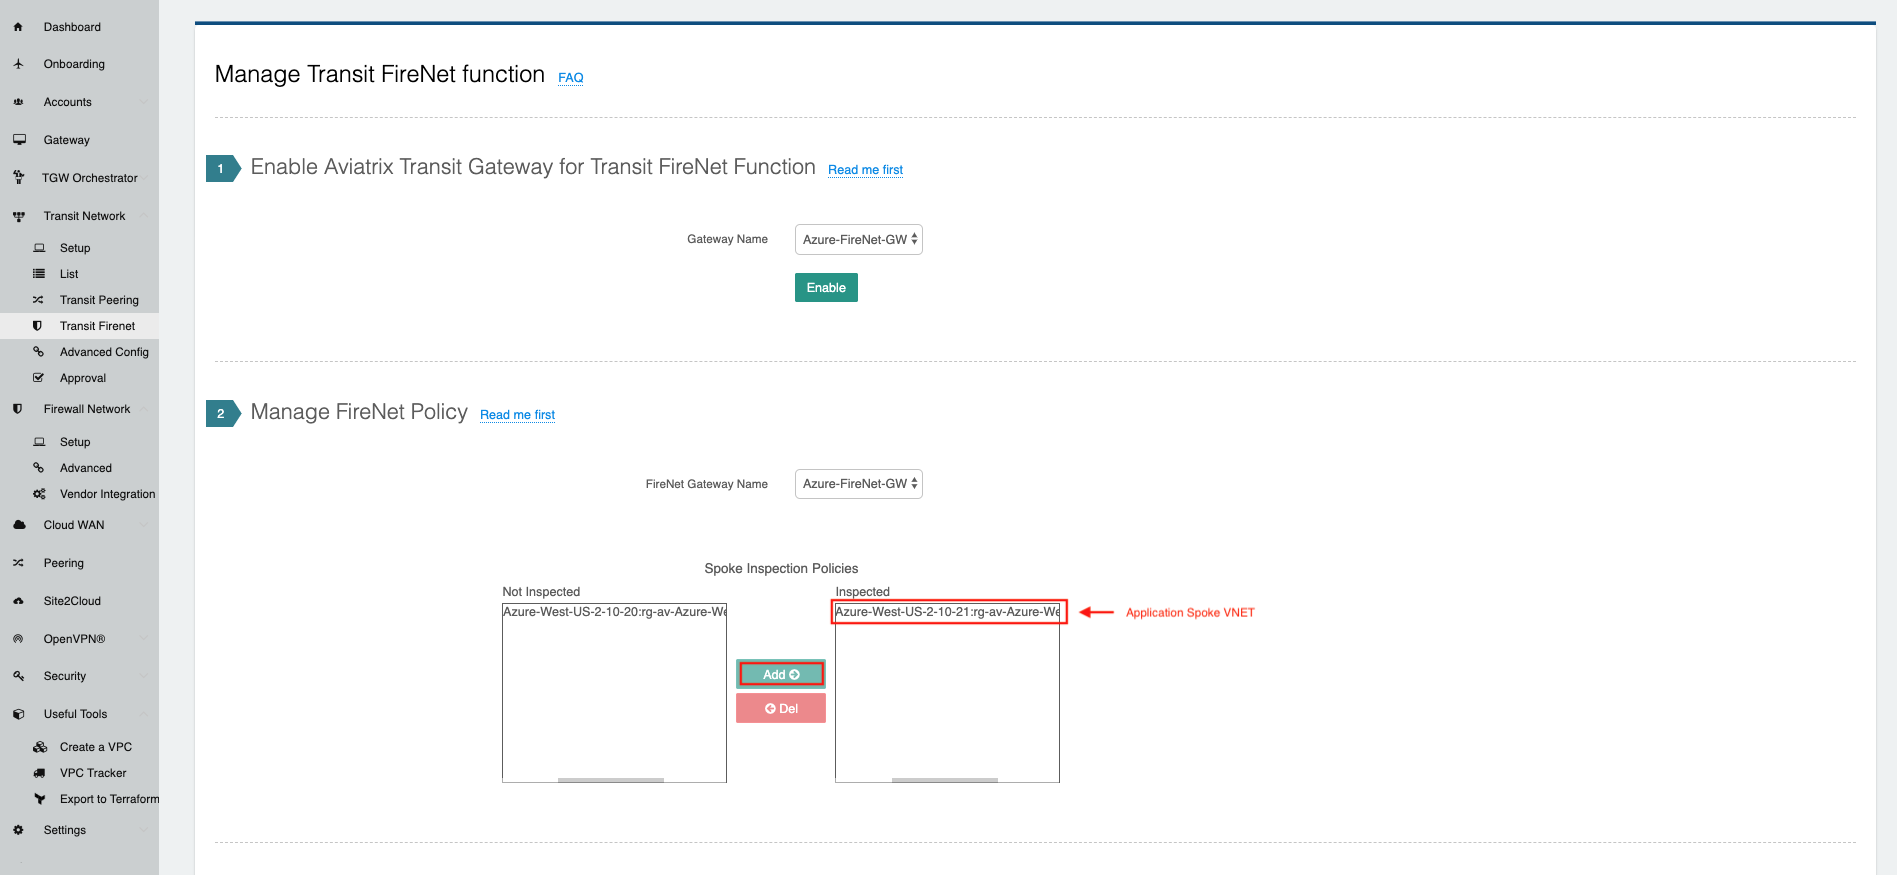 Dashboard
Onboarding
Accounts
Gateway
TGW Orchestrator
Transit Network
Setup
List
Transit Peering
Transit Firenet
Advanced Config
Approval
Firewall Network
Setup
Advanced
Vendor Integration
Cloud WAN
Peering
Site2Cloud
OpenVPN®
Security
Useful Tools
Create a VPC
VPC Tracker
Export to Terraform
Settings
Manage Transit FireNet function FAQ
1 Enable Aviatrix Transit Gateway for Transit FireNet Function Read me first
Gateway Name Azure-FireNet-GW
Enable
2 Manage FireNet Policy Read me first
FireNet Gateway Name Azure-FireNet-GW
Spoke Inspection Policies
Not Inspected Inspected
Azure-West-US-2-10-20:rg-av-Azure-We Azure-West-US-2-10-21:rg-av-Azure-We Application Spoke VNET
Add
Del